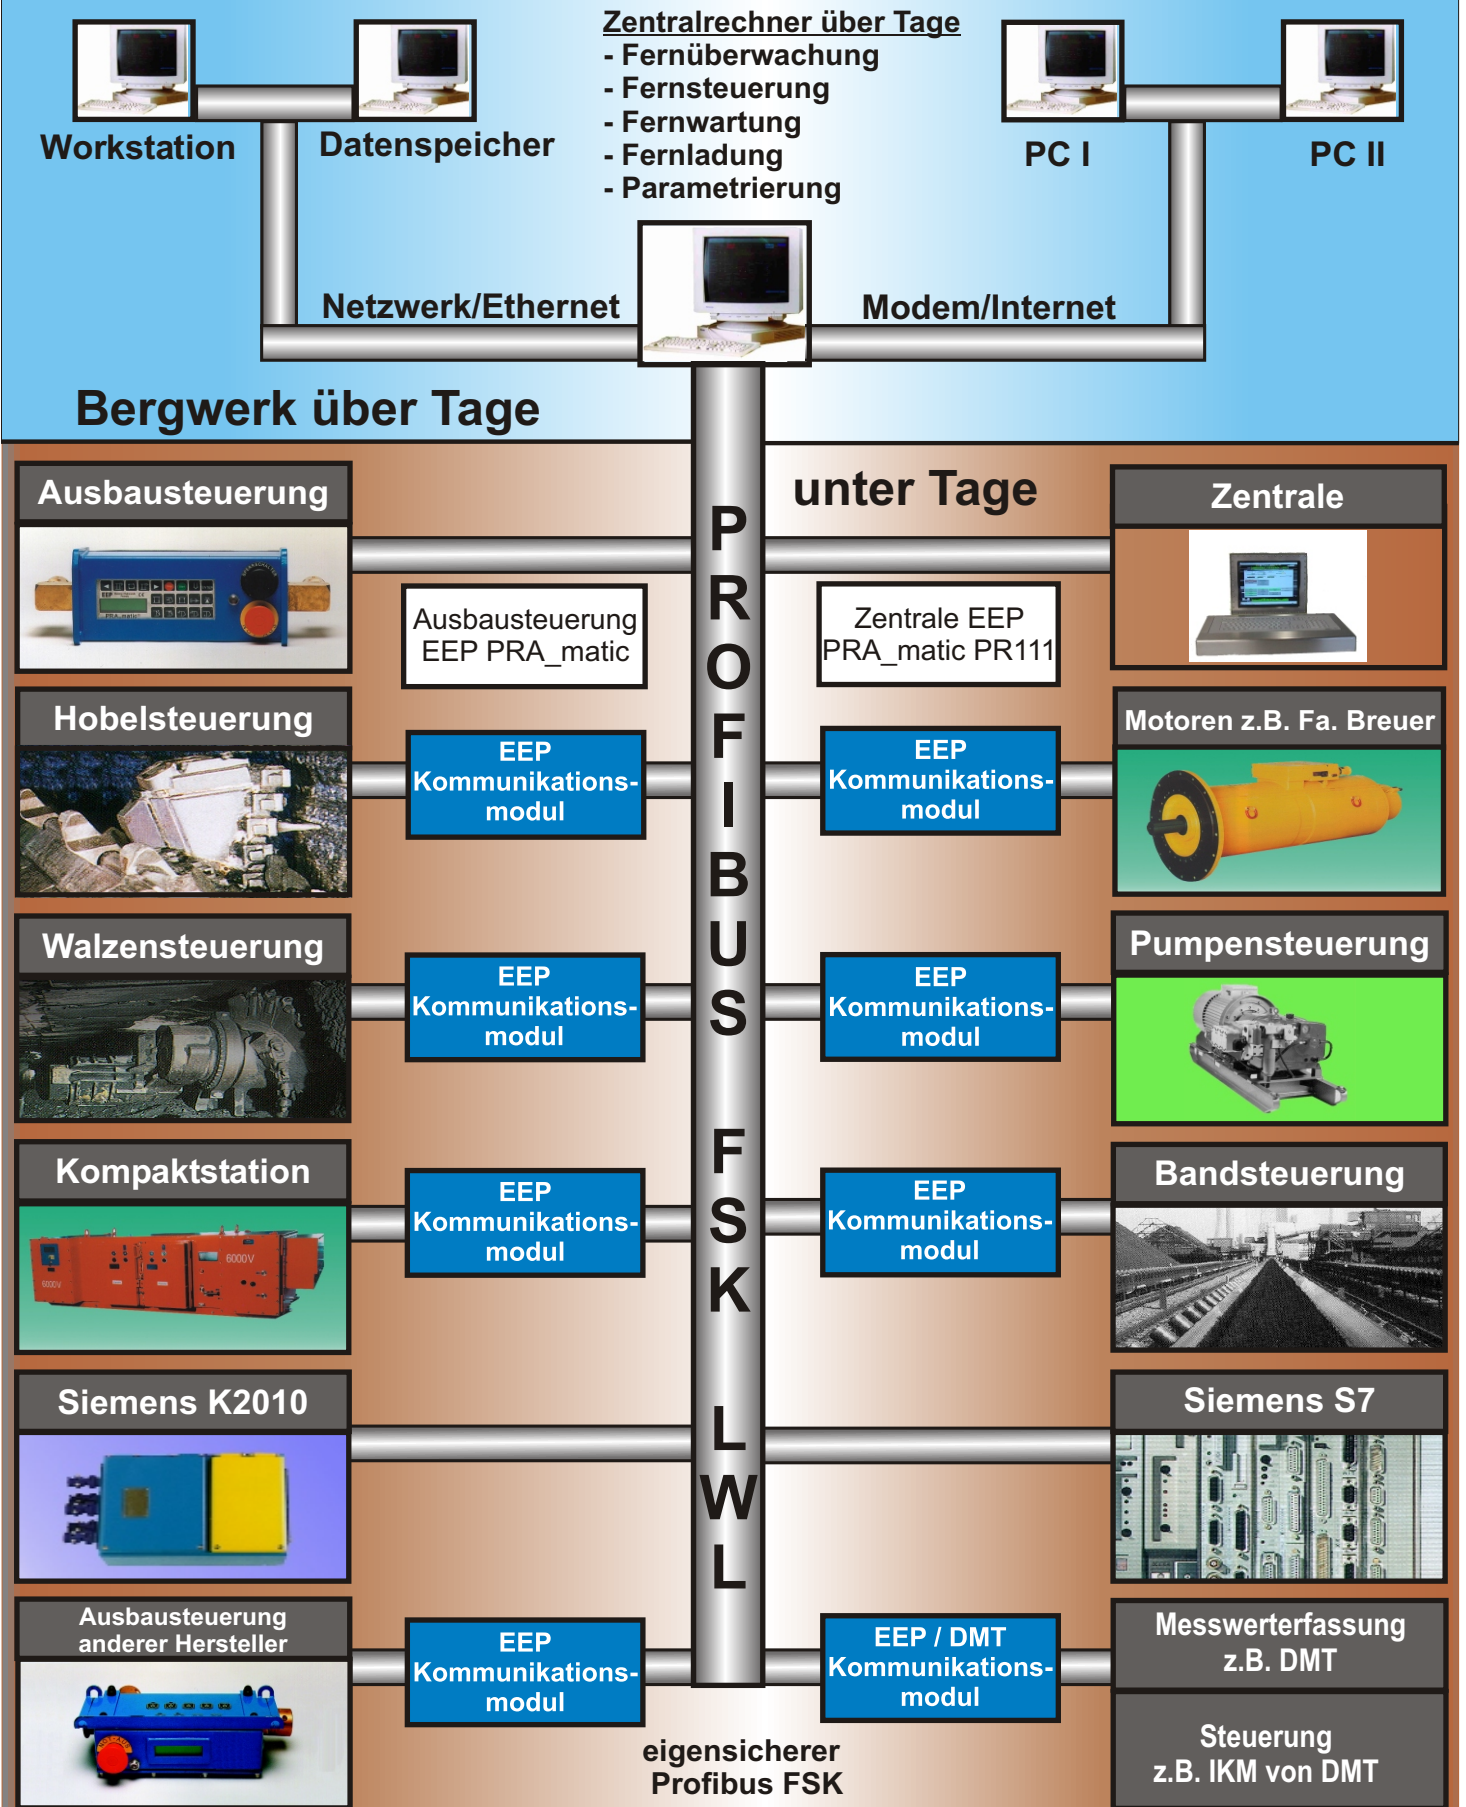 Zentralrechner über Tage
- Fernüberwachung
- Fernsteuerung
- Fernwartung
- Fernladung
- Parametrierung
Workstation
Datenspeicher
PC I
PC II
Netzwerk/Ethernet
Modem/Internet
Bergwerk über Tage
unter Tage
PROFIBUS FSK LWL
Ausbausteuerung
EEP
PRA_matic
Zentrale
Ausbausteuerung
EEP PRA_matic
Zentrale EEP
PRA_matic PR111
Hobelsteuerung
EEP
Kommunikations-
modul
EEP
Kommunikations-
modul
Motoren z.B. Fa. Breuer
Walzensteuerung
EEP
Kommunikations-
modul
EEP
Kommunikations-
modul
Pumpensteuerung
Kompaktstation
6000V
6000V
EEP
Kommunikations-
modul
EEP
Kommunikations-
modul
Bandsteuerung
Siemens K2010
Siemens S7
Ausbausteuerung
anderer Hersteller
EEP
Kommunikations-
modul
EEP / DMT
Kommunikations-
modul
Messwerterfassung
z.B. DMT
Steuerung
z.B. IKM von DMT
eigensicherer
Profibus FSK